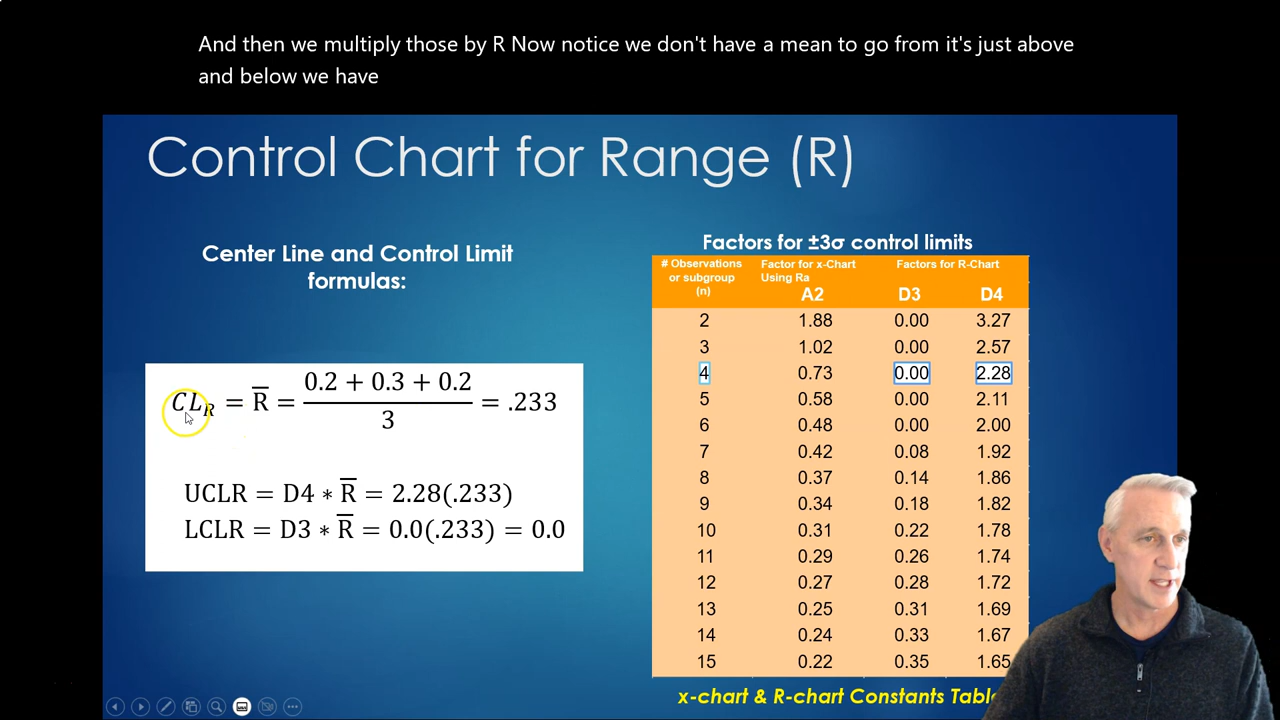 And then we multiply those by R Now notice we don't have a mean to go from it's just above
and below we have
Control Chart for Range (R)
Center Line and Control Limit
formulas:
CL_R = R̅ = (0.2 + 0.3 + 0.2)/3 = .233
UCLR = D4 ∗ R̅ = 2.28(.233)
LCLR = D3 ∗ R̅ = 0.0(.233) = 0.0
Factors for ±3σ control limits
# Observations or subgroup (n) Factor for x-Chart Using Ra Factors for R-Chart
A2 D3 D4
2 1.88 0.00 3.27
3 1.02 0.00 2.57
4 0.73 0.00 2.28
5 0.58 0.00 2.11
6 0.48 0.00 2.00
7 0.42 0.08 1.92
8 0.37 0.14 1.86
9 0.34 0.18 1.82
10 0.31 0.22 1.78
11 0.29 0.26 1.74
12 0.27 0.28 1.72
13 0.25 0.31 1.69
14 0.24 0.33 1.67
15 0.22 0.35 1.65
x-chart & R-chart Constants